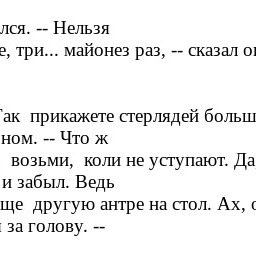 лся. -- Нельзя
е, три... майонез раз, -- сказал о
Так прикажете стерлядей больш
ном. -- Что ж
возьми, коли не уступают. Да,
и забыл. Ведь
ще другую антре на стол. Ах,
за голову. --